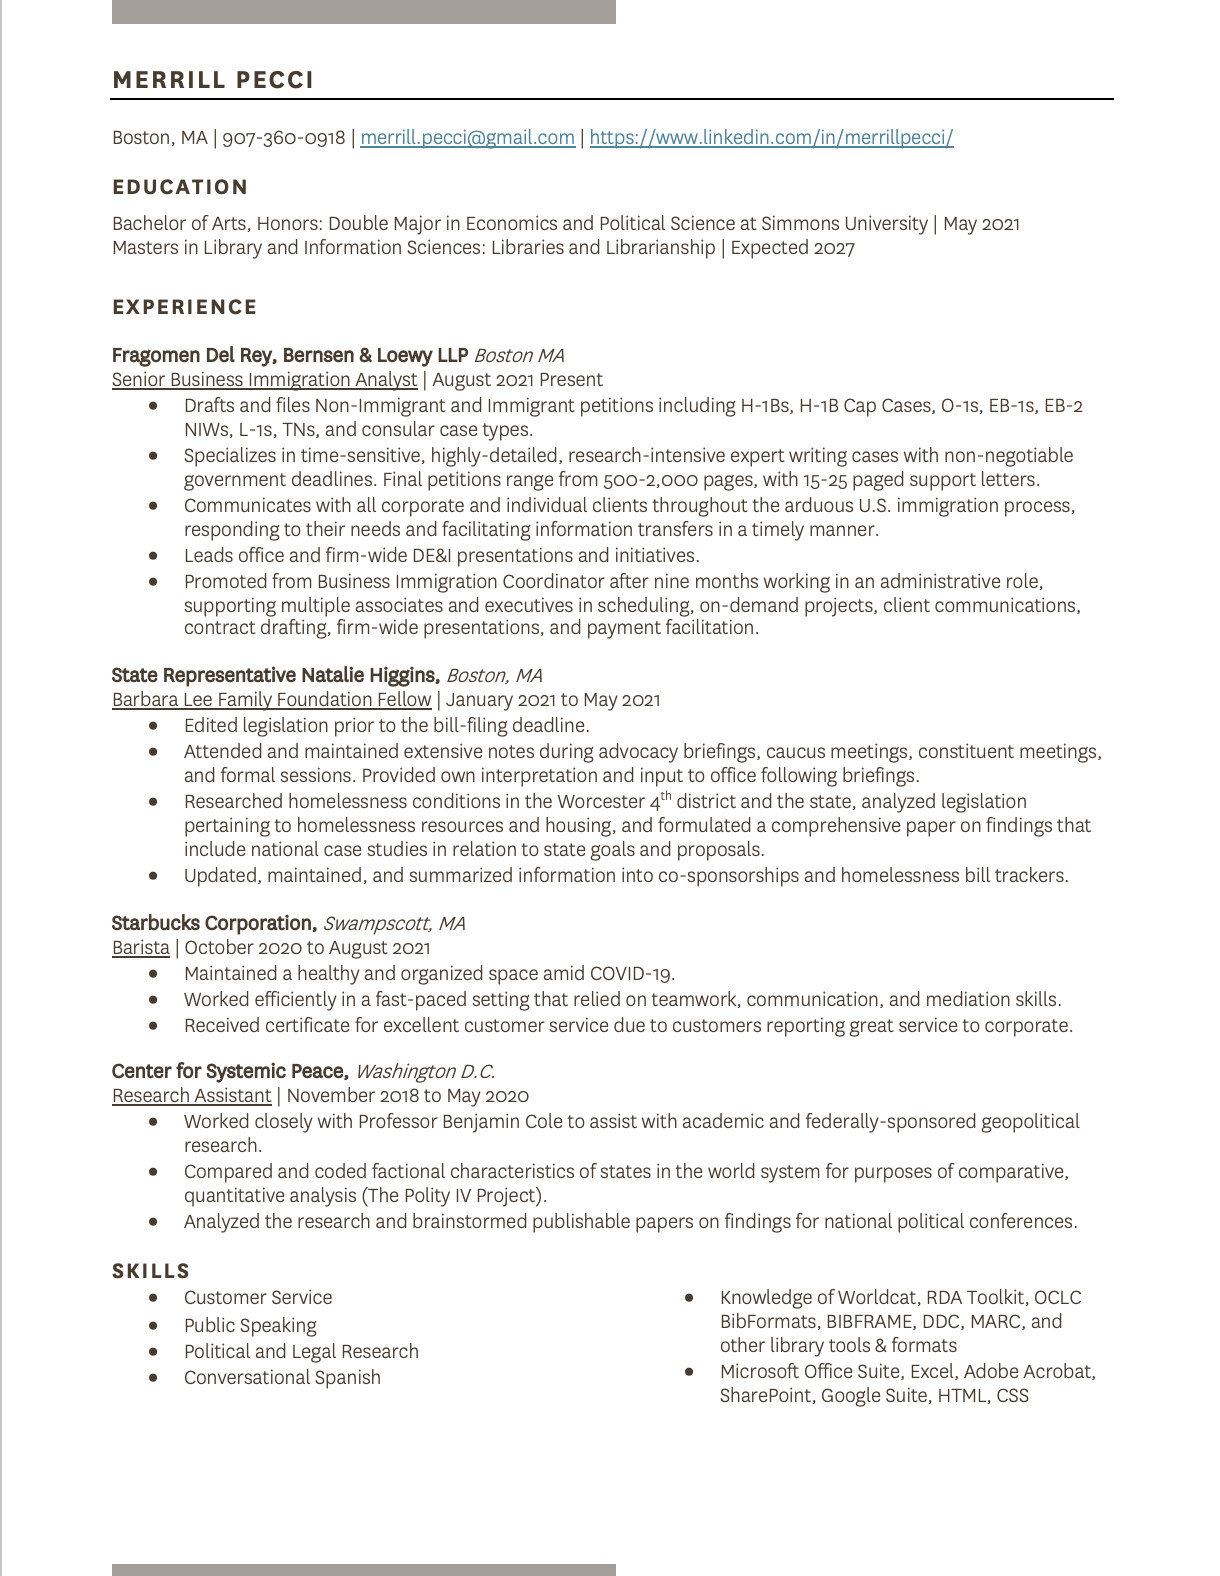 MERRILL PECCI
Boston, MA | 907-360-0918 | merrill.pecci@gmail.com | https://www.linkedin.com/in/merrillpecci/
EDUCATION
Bachelor of Arts, Honors: Double Major in Economics and Political Science at Simmons University | May 2021
Masters in Library and Information Sciences: Libraries and Librarianship | Expected 2027
EXPERIENCE
Fragomen Del Rey, Bernsen & Loewy LLP Boston MA
Senior Business Immigration Analyst | August 2021 Present
● Drafts and files Non-Immigrant and Immigrant petitions including H-1Bs, H-1B Cap Cases, O-1s, EB-1s, EB-2
NIWs, L-1s, TNs, and consular case types.
● Specializes in time-sensitive, highly-detailed, research-intensive expert writing cases with non-negotiable
government deadlines. Final petitions range from 500-2,000 pages, with 15-25 paged support letters.
● Communicates with all corporate and individual clients throughout the arduous U.S. immigration process,
responding to their needs and facilitating information transfers in a timely manner.
● Leads office and firm-wide DE&I presentations and initiatives.
● Promoted from Business Immigration Coordinator after nine months working in an administrative role,
supporting multiple associates and executives in scheduling, on-demand projects, client communications,
contract drafting, firm-wide presentations, and payment facilitation.
State Representative Natalie Higgins, Boston, MA
Barbara Lee Family Foundation Fellow | January 2021 to May 2021
● Edited legislation prior to the bill-filing deadline.
● Attended and maintained extensive notes during advocacy briefings, caucus meetings, constituent meetings,
and formal sessions. Provided own interpretation and input to office following briefings.
● Researched homelessness conditions in the Worcester 4th district and the state, analyzed legislation
pertaining to homelessness resources and housing, and formulated a comprehensive paper on findings that
include national case studies in relation to state goals and proposals.
● Updated, maintained, and summarized information into co-sponsorships and homelessness bill trackers.
Starbucks Corporation, Swampscott, MA
Barista | October 2020 to August 2021
● Maintained a healthy and organized space amid COVID-19.
● Worked efficiently in a fast-paced setting that relied on teamwork, communication, and mediation skills.
● Received certificate for excellent customer service due to customers reporting great service to corporate.
Center for Systemic Peace, Washington D.C.
Research Assistant | November 2018 to May 2020
● Worked closely with Professor Benjamin Cole to assist with academic and federally-sponsored geopolitical
research.
● Compared and coded factional characteristics of states in the world system for purposes of comparative,
quantitative analysis (The Polity IV Project).
● Analyzed the research and brainstormed publishable papers on findings for national political conferences.
SKILLS
● Customer Service
● Public Speaking
● Political and Legal Research
● Conversational Spanish
● Knowledge of Worldcat, RDA Toolkit, OCLC
BibFormats, BIBFRAME, DDC, MARC, and
other library tools & formats
● Microsoft Office Suite, Excel, Adobe Acrobat,
SharePoint, Google Suite, HTML, CSS